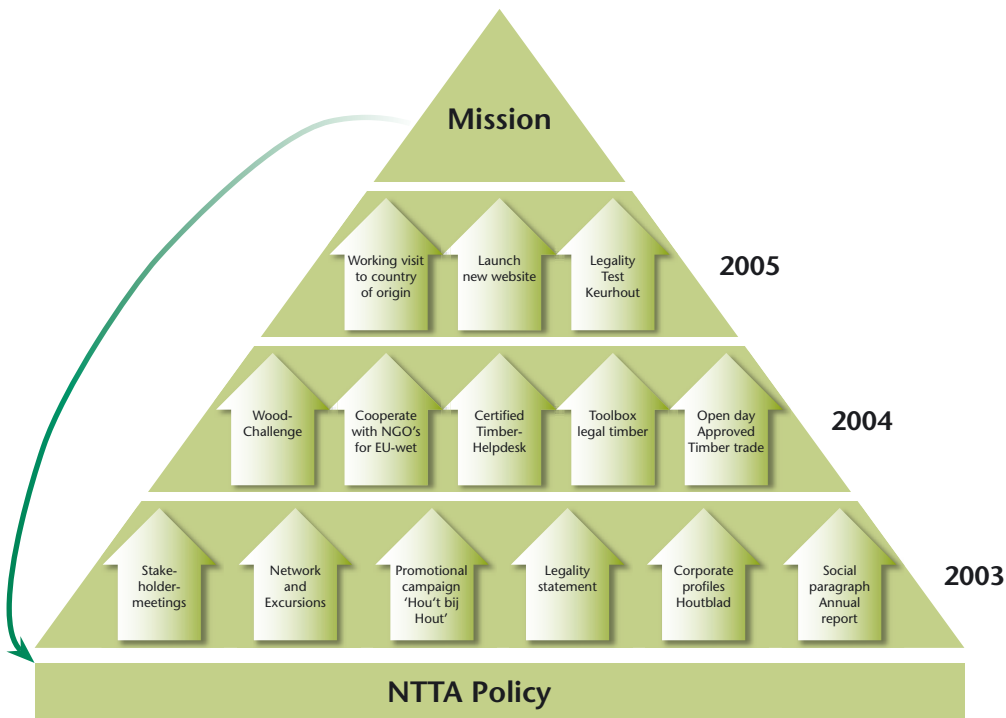 Mission
Working visit
to country
of origin
Launch
new website
Legality
Test
Keurhout
2005
Wood-
Challenge
Cooperate
with NGO's
for EU-wet
Certified
Timber-
Helpdesk
Toolbox
legal timber
Open day
Approved
Timber trade
2004
Stake-
holder-
meetings
Network
and
Excursions
Promotional
campaign
'Hou't bij
Hout'
Legality
statement
Corporate
profiles
Houtblad
Social
paragraph
Annual
report
2003
NTTA Policy